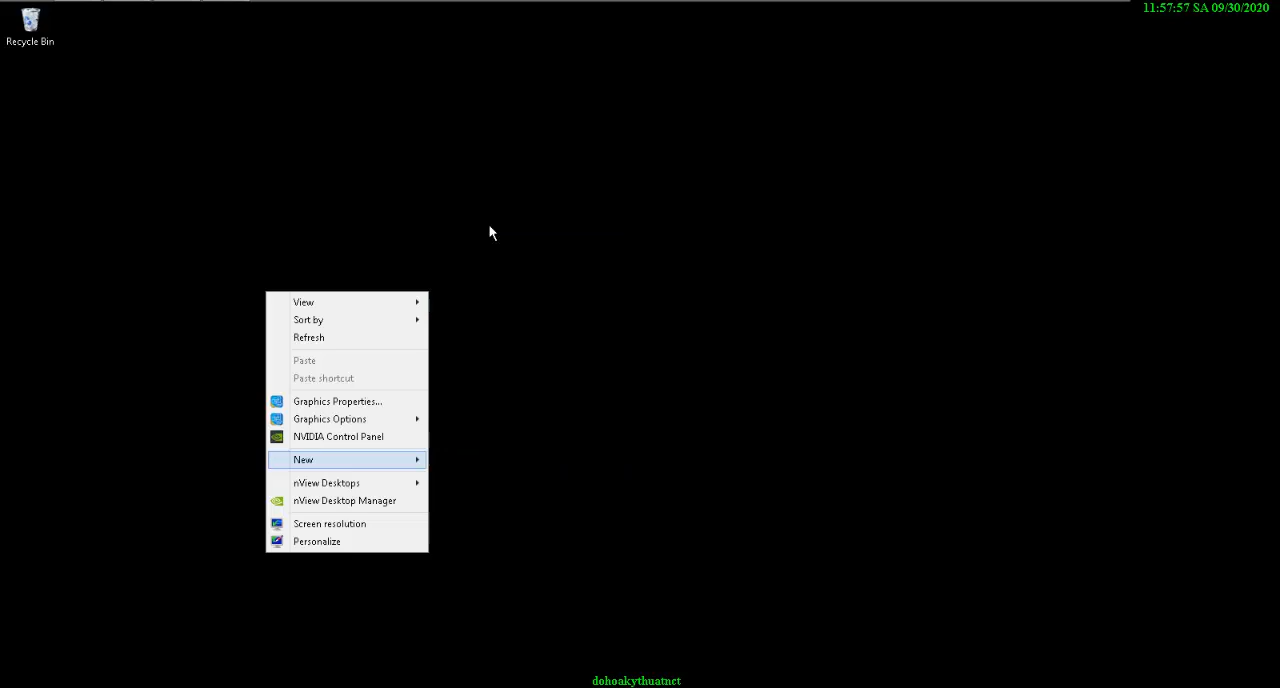 11:57:57 SA 09/30/2020
Recycle Bin
View
Sort by
Refresh
Paste
Paste shortcut
Graphics Properties...
Graphics Options
NVIDIA Control Panel
New
nView Desktops
nView Desktop Manager
Screen resolution
Personalize
dohoakythuatnct